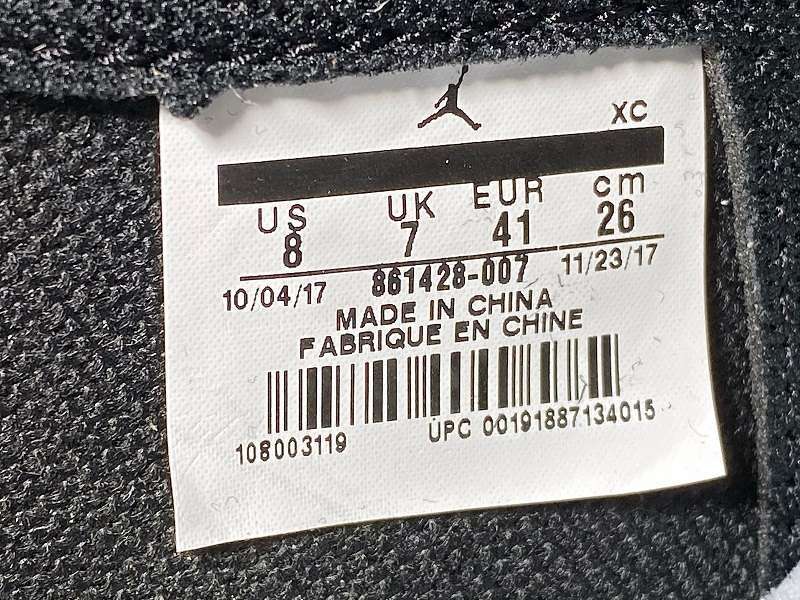 XC
US UK EUR cm
8 7 41 26
10/04/17 861428-007 11/23/17
MADE IN CHINA
FABRIQUE EN CHINE
108003119 UPC 00191887134015